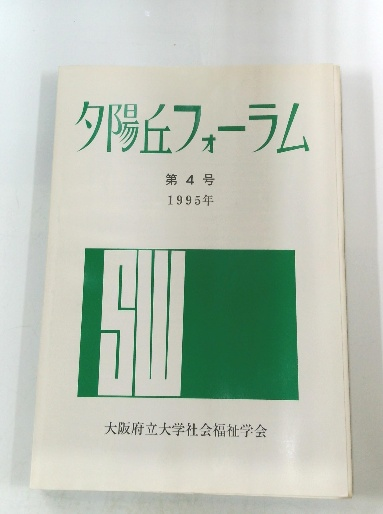 夕陽丘フォーラム
第4号
1995年
SW
大阪府立大学社会福祉学会